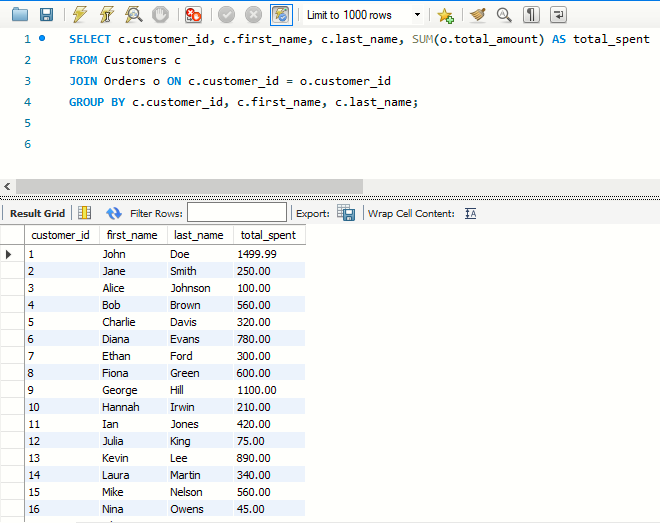 Limit to 1000 rows
1 SELECT c.customer_id, c.first_name, c.last_name, SUM(o.total_amount) AS total_spent
2 FROM Customers c
3 JOIN Orders o ON c.customer_id = o.customer_id
4 GROUP BY c.customer_id, c.first_name, c.last_name;
5
6
Result Grid Filter Rows: Export: Wrap Cell Content:
customer_id first_name last_name total_spent
1 John Doe 1499.99
2 Jane Smith 250.00
3 Alice Johnson 100.00
4 Bob Brown 560.00
5 Charlie Davis 320.00
6 Diana Evans 780.00
7 Ethan Ford 300.00
8 Fiona Green 600.00
9 George Hill 1100.00
10 Hannah Irwin 210.00
11 Ian Jones 420.00
12 Julia King 75.00
13 Kevin Lee 890.00
14 Laura Martin 340.00
15 Mike Nelson 560.00
16 Nina Owens 45.00